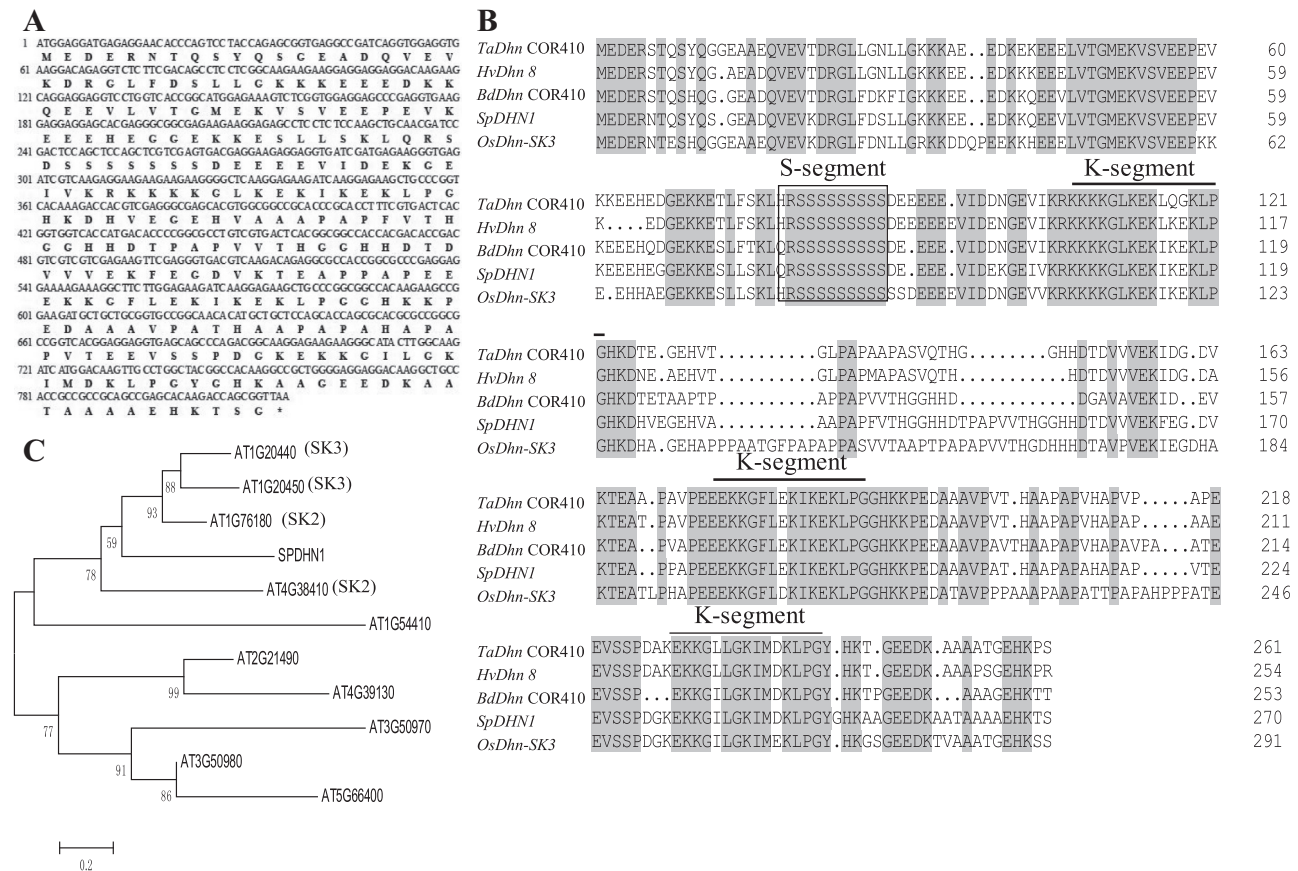 A
1 ATGGAGGATGAGAGGAACACCCAGTCCTACCAGAGCGGTGAGGCCGATCAGGTGGAGGTG
M E D E R N T Q S Y Q S G E A D Q V E V
61 AAGGACAGAGGTCTCTTCGACAGCCTCCTCGGCAAGAAGAAGGAGGAGGAGGACAAGAAG
K D R G L F D S L L G K K K E E E D K K
121 CAGGAGGAGGTCCTGGTCACCGGCATGGAGAAAGTCTCGGTGGAGGAGCCCGAGGTGAAG
Q E E V L V T G M E K V S V E E P E V K
181 GAGGAGGAGCACGAGGGCGGCGAGAAGAAGGAGAGCCTCCTCTCCAAGCTGCAACGATCC
E E E H E G G E K K E S L L S K L Q R S
241 GACTCCAGCTCCAGCTCGTCGAGTGACGAGGAAGAGGAGGTGATCGATGAGAAGGGTGAG
D S S S S S S S D E E E E V I D E K G E
301 ATCGTCAAGAGGAAGAAGAAGAAGGGGCTCAAGGAGAAGATCAAGGAGAAGCTGCCCGGT
I V K R K K K K G L K E K I K E K L P G
361 CACAAAGACCACGTCGAGGGCGAGCACGTGGCGGCCGCACCCGCACCTTTCGTGACTCAC
H K D H V E G E H V A A A P A P F V T H
421 GGTGGTCACCATGACACCCCGGCGCCTGTCGTGACTCACGGCGGCCACCACGACACCGAC
G G H H D T P A P V V T H G G H H D T D
481 GTCGTCGTCGAGAAGTTCGAGGGTGACGTCAAGACAGAGGCGCCACCGGCGCCCGAGGAG
V V V E K F E G D V K T E A P P A P E E
541 GAAAAGAAAGGCTTCTTGGAGAAGATCAAGGAGAAGCTGCCCGGCGGCCACAAGAAGCCG
E K K G F L E K I K E K L P G G H K K P
601 GAAGATGCTGCTGCGGTGCCGGCAACACATGCTGCTCCAGCACCAGCGCACGCGCCGGCG
E D A A A V P A T H A A P A P A H A P A
661 CCGGTCACGGAGGAGGTGAGCAGCCCAGACGGCAAGGAGAAGAAGGGCATACTTGGCAAG
P V T E E V S S P D G K E K K G I L G K
721 ATCATGGACAAGTTGCCTGGCTACGGCCACAAGGCCGCTGGGGAGGAGGACAAGGCTGCC
I M D K L P G Y G H K A A G E E D K A A
781 ACCGCCGCCGCAGCCGAGCACAAGACCAGCGGTTAA
T A A A A E H K T S G *
B
TaDhn COR410 MEDERSTQSYQGGEAAEQVEVTDRGLLGNLLGKKKAE..EDKEKEEELVTGMEKVSVEEPEV 60
HvDhn 8 MEDERSTQSYQG.AEADQVEVTDRGLLGNLLGKKKEE..EDKKKEEELVTGMEKVSVEEPEV 59
BdDhn COR410 MEDERSTQSHQG.GEADQVEVTDRGLFDKFIGKKKEE..EDKKQEEVLVTGMEKVSVEEPEV 59
SpDHN1 MEDERNTQSYQS.GEADQVEVKDRGLFDSLLGKKKEE..EDKKQEEVLVTGMEKVSVEEPEV 59
OsDhn-SK3 MEDERNTESHQGGEAAEQVEVKDRGLFDNLLGRKKDDQPEEKKHEEELVTGMEKVSVEEPKK 62
S-segment K-segment
TaDhn COR410 KKEEHEDGEKKETLFSKLHRSSSSSSSSSSDEEEEE.VIDDNGEVIKRKKKKGLKEKLQGKLP 121
HvDhn 8 K....EDGEKKETLFSKLHRSSSSSSSSSSDEEEEE.VIDDNGEVIKRKKKKGLKEKLKEKLP 117
BdDhn COR410 KEEEHQDGEKKESLFTKLQRSSSSSSSSSSDE.EEE.VIDDNGEVIKRKKKKGLKEKIKEKLP 119
SpDHN1 KEEEHEGGEKKESLLSKLQRSSSSSSSSSSDE.EEE.VIDEKGEIVKRKKKKGLKEKIKEKLP 119
OsDhn-SK3 E.EHHAEGEKKESLLSKLHRSSSSSSSSSSSSDEEEEVIDDNGEVVKRKKKKGLKEKIKEKLP 123
TaDhn COR410 GHKDTE.GEHVT..........GLPAPAAPASVQTHG........GHHDTDVVVEKIDG.DV 163
HvDhn 8 GHKDNE.AEHVT..........GLPAPMAPASVQTH...........HDTDVVVEKIDG.DA 156
BdDhn COR410 GHKDTETAAPTP..........APPAPVVTHGGHHD............DGAVAVEKID..EV 157
SpDHN1 GHKDHVEGEHVA..........AAPAPFVTHGGHHDTPAPVVTHGGHHDTDVVVEKFEG.DV 170
OsDhn-SK3 GHKDHA.GEHAPPPAATGFPAPAPPASVVTAAPTPAPAPVVTHGDHHHDTAVPVEKIEGDHA 184
K-segment
TaDhn COR410 KTEAA.PAVPEEEKKGFLEKIKEKLPGGHKKPEDAAAVPVT.HAAPAPVHAPVP.....APE 218
HvDhn 8 KTEAT.PAVPEEEKKGFLEKIKEKLPGGHKKPEDAAAVPVT.HAAPAPVHAPAP.....AAE 211
BdDhn COR410 KTEA..PVAPEEEKKGFLEKIKEKLPGGHKKPEEAAAVPAVTHAAPAPVHAPAVPA...ATE 214
SpDHN1 KTEA..PPAPEEEKKGFLEKIKEKLPGGHKKPEDAAAVPAT.HAAPAPAHAPAP.....VTE 224
OsDhn-SK3 KTEATLPHAPEEEKKGFLDKIKEKLPGGHKKPEDATAVPPPAAAPAAPATTPAPAHPPPATE 246
K-segment
TaDhn COR410 EVSSPDAKEKKGLLGKIMDKLPGY.HKT.GEEDK.AAAATGEHKPS 261
HvDhn 8 EVSSPDAKEKKGLLGKIMDKLPGY.HKT.GEEDK.AAAPSGEHKPR 254
BdDhn COR410 EVSSP...EKKGILGKIMDKLPGY.HKTPGEEDK...AAAGEHKTT 253
SpDHN1 EVSSPDGKEKKGILGKIMDKLPGYGHKAAGEEDKAATAAAAEHKTS 270
OsDhn-SK3 EVSSPDGKEKKGILGKIMEKLPGY.HKGSGEEDKTVAAATGEHKSS 291
C
AT1G20440 (SK3)
88
AT1G20450 (SK3)
93
AT1G76180 (SK2)
59
SPDHN1
78
AT4G38410 (SK2)
AT1G54410
AT2G21490
99
AT4G39130
77
AT3G50970
91
AT3G50980
86
AT5G66400
0.2